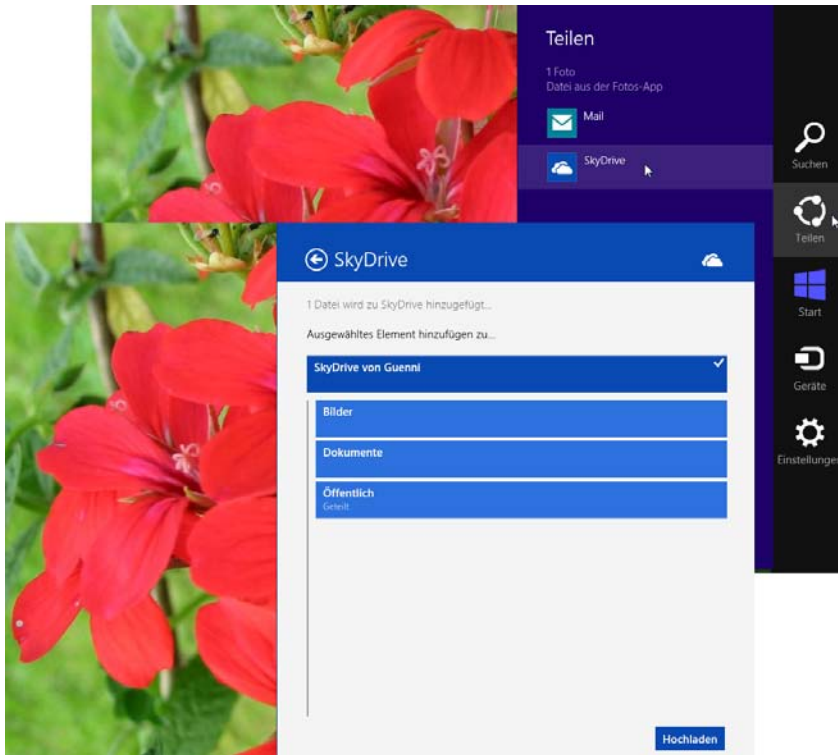 Teilen
1 Foto
Datei aus der Fotos-App
Mail
SkyDrive
Suchen
Teilen
Start
Geräte
Einstellungen
SkyDrive
1 Datei wird zu SkyDrive hinzugefügt...
Ausgewähltes Element hinzufügen zu...
SkyDrive von Guenni
Bilder
Dokumente
Öffentlich
Geteilt
Hochladen